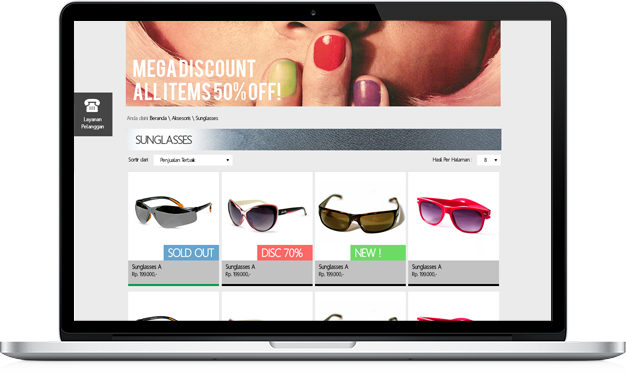 MEGA DISCOUNT
ALL ITEMS 50% OFF!
Layanan
Pelanggan
Anda disini: Beranda \ Aksesoris \ Sunglasses
SUNGLASSES
Sortir dari Penjualan Terbaik
Hasil Per Halaman : 8
SOLD OUT
DISC 70%
NEW !
Sunglasses A
Rp. 199.000,-
Sunglasses A
Rp. 199.000,-
Sunglasses A
Rp. 199.000,-
Sunglasses A
Rp. 199.000,-